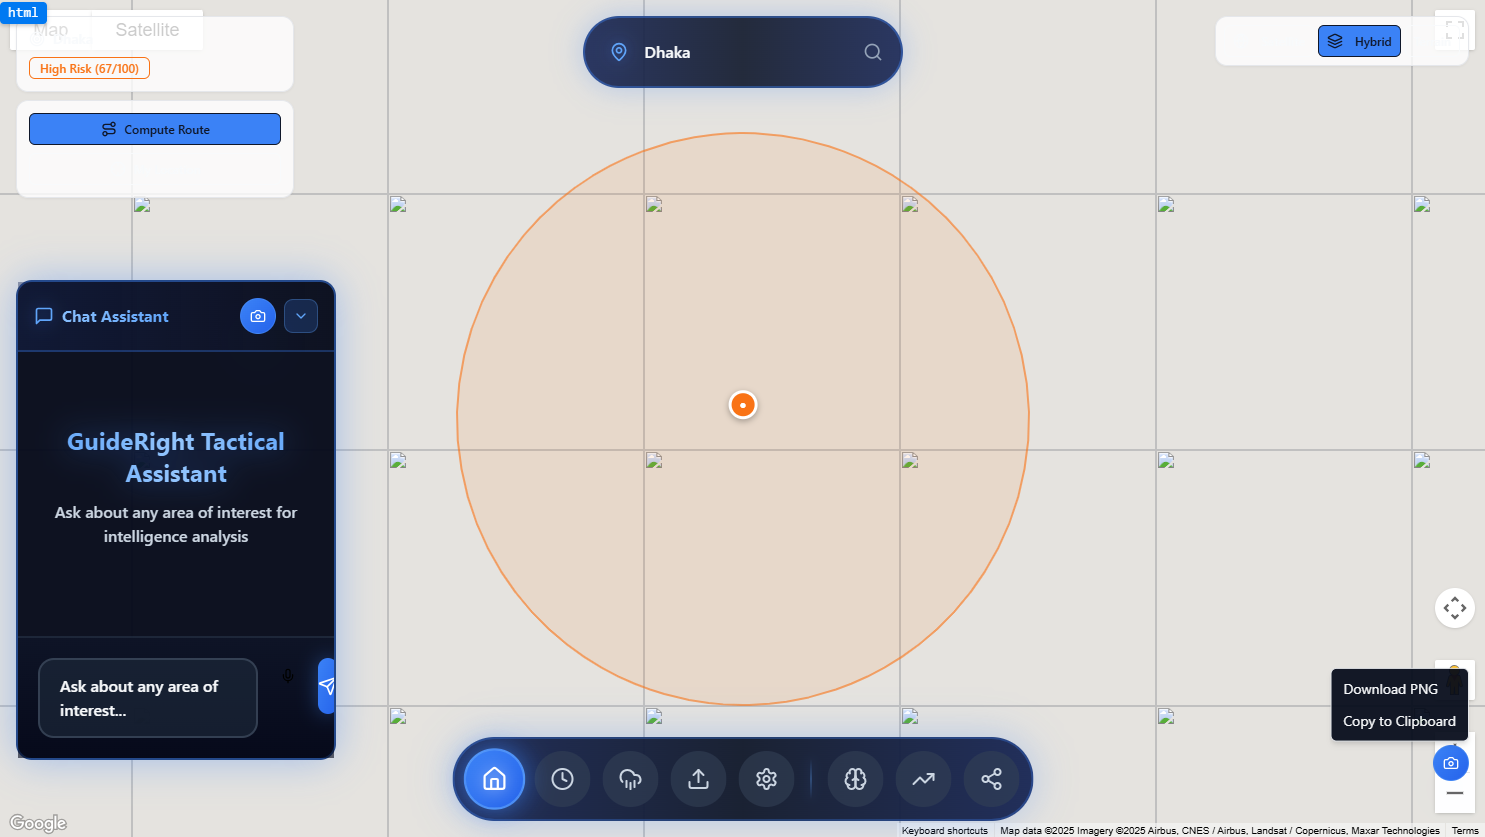 html
Map
Satellite
High Risk (67/100)
Compute Route
Dhaka
Hybrid
Chat Assistant
GuideRight Tactical
Assistant
Ask about any area of interest for
intelligence analysis
Ask about any area of
interest...
Download PNG
Copy to Clipboard
Google
Keyboard shortcuts
Map data ©2025 Imagery ©2025 Airbus, CNES / Airbus, Landsat / Copernicus, Maxar Technologies
Terms